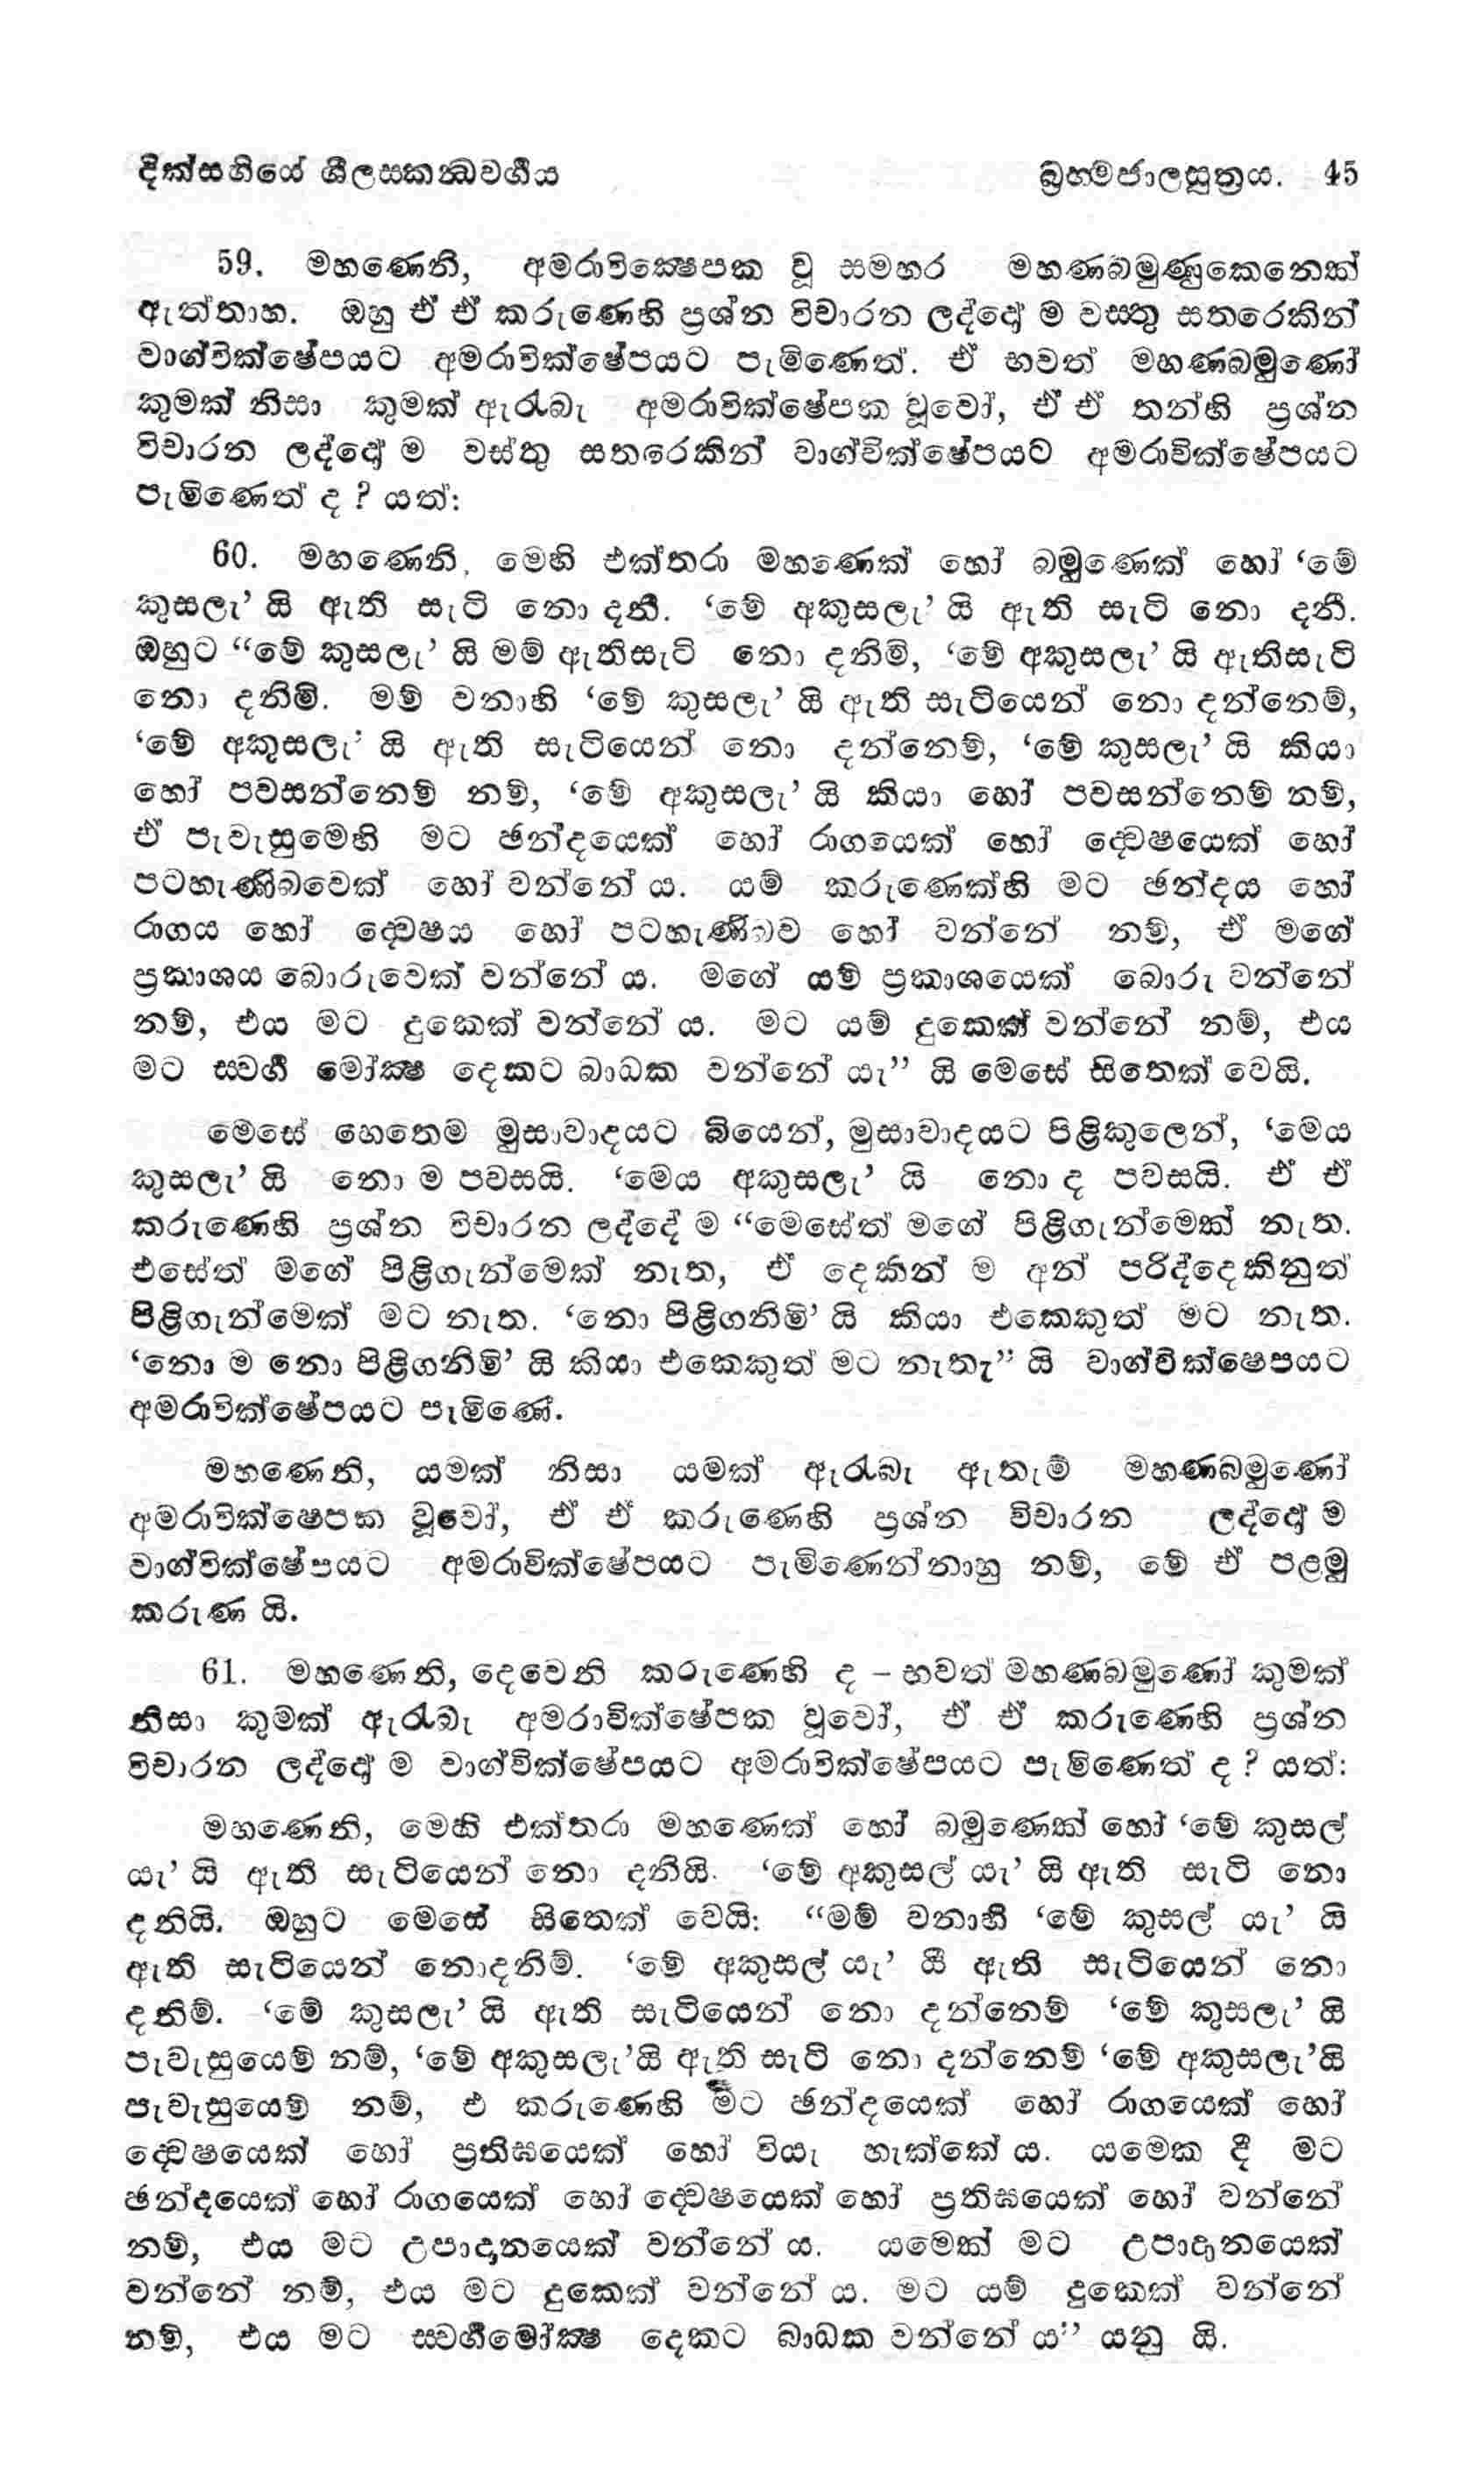 දික්සඟියේ ශීලස්කන්‍ධවර්‍ගය බ්‍රහ්මජාලසූත්‍රය. 45
59. මහණෙනි, අමරාවික්‍ෂෙපක වූ සමහර මහණබමුණුකෙනෙක්
ඇත්තාහ. ඔහු ඒ ඒ කරුණෙහි ප්‍රශ්න විචාරන ලද්දෝ ම වස්තු සතරෙකින්
වාග්වික්ෂේපයට අමරාවික්ෂේපයට පැමිණෙත්. ඒ භවත් මහණබමුණෝ
කුමක් නිසා කුමක් ඇරැබැ අමරාවික්ෂේපක වූවෝ, ඒ ඒ තන්හි ප්‍රශ්න
විචාරන ලද්දෝ ම වස්තු සතරෙකින් වාග්වික්ෂේපයට අමරාවික්ෂේපයට
පැමිණෙත් ද ? යත්:
60. මහණෙනි, මෙහි එක්තරා මහණෙක් හෝ බමුණෙක් හෝ ‘මේ
කුසලැ’ යි ඇති සැටි නො දනී. ‘මේ අකුසලැ’ යි ඇති සැටි නො දනී.
ඔහුට “මේ කුසලැ’ යි මම් ඇතිසැටි නො දනිමි, ‘මේ අකුසලැ’ යි ඇතිසැටි
නො දනිමි. මම් වනාහි ‘මේ කුසලැ’ යි ඇති සැටියෙන් නො දන්නෙම්,
‘මේ අකුසලැ’ යි ඇති සැටියෙන් නො දන්නෙම්, ‘මේ කුසලැ’ යි කියා
හෝ පවසන්නෙම් නම්, ‘මේ අකුසලැ’ යි කියා හෝ පවසන්නෙම් නම්,
ඒ පැවැසුමෙහි මට ඡන්දයෙක් හෝ රාගයෙක් හෝ ද්වෙෂයෙක් හෝ
පටහැණිබවෙක් හෝ වන්නේ ය. යම් කරුණෙක්හි මට ඡන්දය හෝ
රාගය හෝ ද්වෙෂය හෝ පටහැණිබව හෝ වන්නේ නම්, ඒ මගේ
ප්‍රකාශය බොරුවෙක් වන්නේ ය. මගේ යම් ප්‍රකාශයෙක් බොරු වන්නේ
නම්, එය මට දුකෙක් වන්නේ ය. මට යම් දුකෙක් වන්නේ නම්, එය
මට ස්වර්‍ග මෝක්‍ෂ දෙකට බාධක වන්නේ යැ” යි මෙසේ සිතෙක් වෙයි.
මෙසේ හෙතෙම මුසාවාදයට බියෙන්, මුසාවාදයට පිළිකුලෙන්, ‘මෙය
කුසලැ’ යි නො ම පවසයි. ‘මෙය අකුසලැ’ යි නො ද පවසයි. ඒ ඒ
කරුණෙහි ප්‍රශ්න විචාරන ලද්දේ ම “මෙසේත් මගේ පිළිගැන්මෙක් නැත.
එසේත් මගේ පිළිගැන්මෙක් නැත, ඒ දෙකින් ම අන් පරිද්දෙකිනුත්
පිළිගැන්මෙක් මට නැත. ‘නො පිළිගනිමි’ යි කියා එකෙකුත් මට නැත.
‘නො ම නො පිළිගනිමි’ යි කියා එකෙකුත් මට නැතැ” යි වාග්වික්ෂෙපයට
අමරාවික්ෂේපයට පැමිණේ.
මහණෙනි, යමක් නිසා යමක් ඇරැබැ ඇතැම් මහණබමුණෝ
අමරාවික්ෂෙපක වූවෝ, ඒ ඒ කරුණෙහි ප්‍රශ්න විචාරන ලද්දෝ ම
වාග්වික්ෂේපයට අමරාවික්ෂේපයට පැමිණෙන්නාහු නම්, මේ ඒ පළමු
කරුණ යි.
61. මහණෙනි, දෙවෙනි කරුණෙහි ද – භවත් මහණබමුණෝ කුමක්
නිසා කුමක් ඇරැබැ අමරාවික්ෂේපක වූවෝ, ඒ ඒ කරුණෙහි ප්‍රශ්න
විචාරන ලද්දෝ ම වාග්වික්ෂේපයට අමරාවික්ෂේපයට පැමිණෙත් ද ? යත්:
මහණෙනි, මෙහි එක්තරා මහණෙක් හෝ බමුණෙක් හෝ ‘මේ කුසල්
යැ’ යි ඇති සැටියෙන් නො දනියි. ‘මේ අකුසල් යැ’ යි ඇති සැටි නො
දනියි. ඔහුට මෙසේ සිතෙක් වෙයි: “මම් වනාහි ‘මේ කුසල් යැ’ යි
ඇති සැටියෙන් නොදනිම්. ‘මේ අකුසල් යැ’ යී ඇති සැටියෙන් නො
දනිම්. ‘මේ කුසලැ’ යි ඇති සැටියෙන් නො දන්නෙම් ‘මේ කුසලැ’ යි
පැවැසුයෙම් නම්, ‘මේ අකුසලැ’යි ඇති සැටි නො දන්නෙම් ‘මේ අකුසලැ’යි
පැවැසුයෙම් නම්, එ කරුණෙහි මට ඡන්දයෙක් හෝ රාගයෙක් හෝ
ද්වෙෂයෙක් හෝ ප්‍රතිඝයෙක් හෝ වියැ හැක්කේ ය. යමෙක දී මට
ඡන්දයෙක් හෝ රාගයෙක් හෝ ද්වෙෂයෙක් හෝ ප්‍රතිඝයෙක් හෝ වන්නේ
නම්, එය මට උපාදානයෙක් වන්නේ ය. යමෙක් මට උපාදානයෙක්
වන්නේ නම්, එය මට දුකෙක් වන්නේ ය. මට යම් දුකෙක් වන්නේ
නම්, එය මට ස්වර්‍ගමෝක්‍ෂ දෙකට බාධක වන්නේ ය” යනු යි.